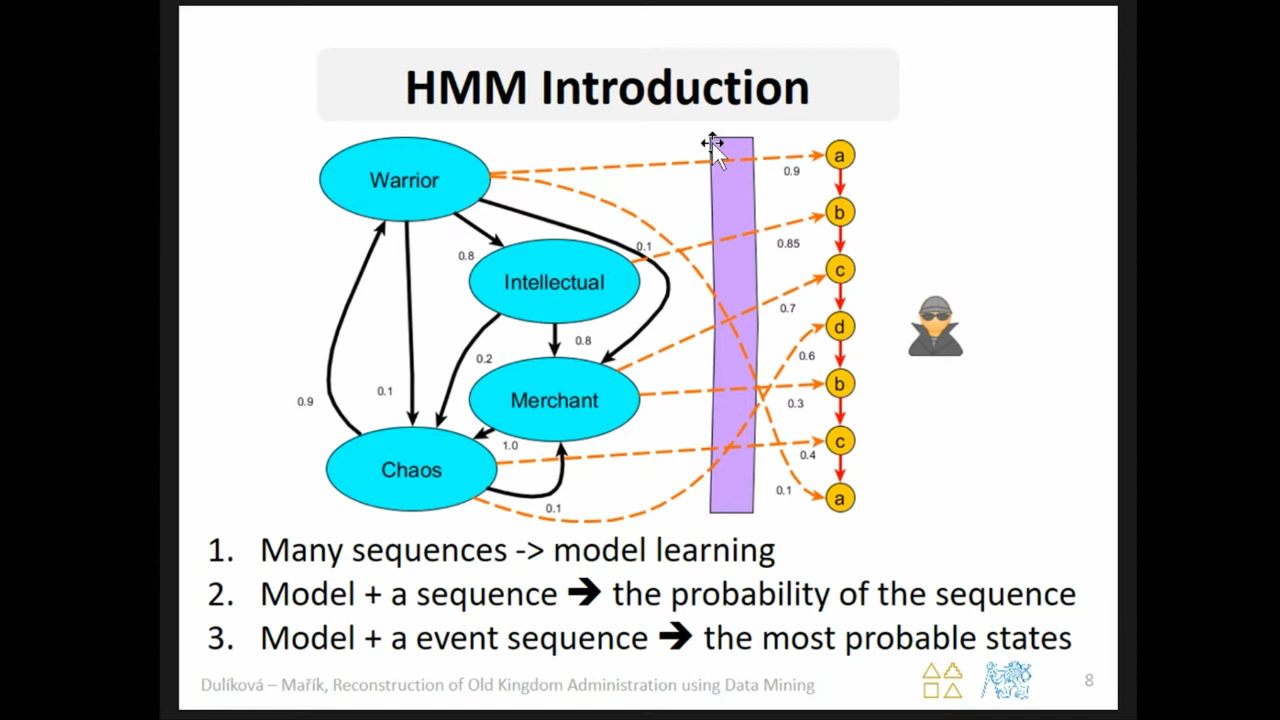 HMM Introduction
Warrior
a
0.9
b
0.1
0.85
0.8
Intellectual
c
0.7
d
0.8
0.2
0.6
b
0.9
0.1
Merchant
0.3
c
1.0
0.4
Chaos
0.1
a
0.1
1. Many sequences -> model learning
2. Model + a sequence ➔ the probability of the sequence
3. Model + a event sequence ➔ the most probable states
Dulíková – Mařík, Reconstruction of Old Kingdom Administration using Data Mining
8